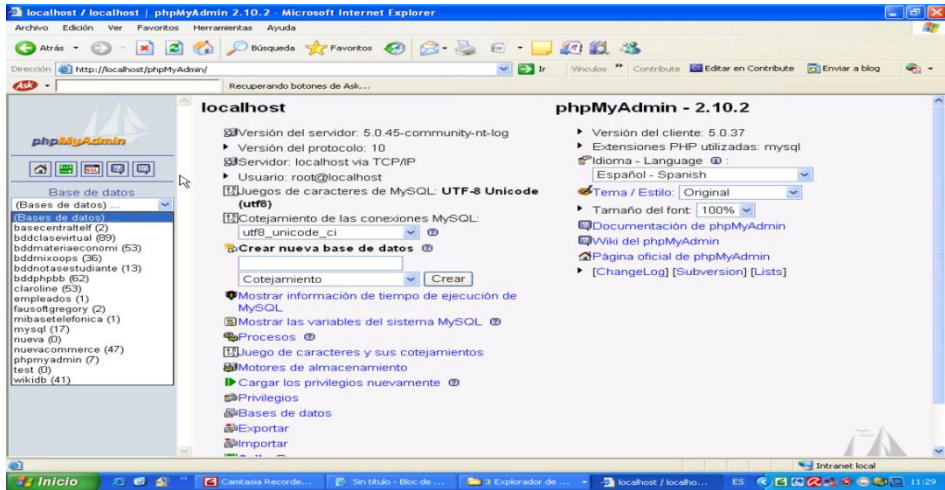 localhost / localhost | phpMyAdmin 2.10.2 - Microsoft Internet Explorer
Archivo Edición Ver Favoritos Herramientas Ayuda
Atrás Búsqueda Favoritos
Dirección http://localhost/phpMyAdmin/ Ir Vínculos » Contribute Editar en Contribute Enviar a blog
Ask Recuperando botones de Ask...
phpMyAdmin
Base de datos
(Bases de datos) ...
(Bases de datos) ...
basecentraltelf (2)
bddclasevirtual (89)
bddmateriaeconomi (53)
bddmixoops (36)
bddnotasestudiante (13)
bddphpbb (62)
claroline (53)
empleados (1)
fausoftgregory (2)
mibasetelefonica (1)
mysql (17)
nueva (0)
nuevacommerce (47)
phpmyadmin (7)
test (0)
wikidb (41)
localhost
Versión del servidor: 5.0.45-community-nt-log
Versión del protocolo: 10
Servidor: localhost via TCP/IP
Usuario: root@localhost
Juegos de caracteres de MySQL: UTF-8 Unicode
(utf8)
Cotejamiento de las conexiones MySQL:
utf8_unicode_ci
Crear nueva base de datos
Cotejamiento Crear
Mostrar información de tiempo de ejecución de
MySQL
Mostrar las variables del sistema MySQL
Procesos
Juego de caracteres y sus cotejamientos
Motores de almacenamiento
Cargar los privilegios nuevamente
Privilegios
Bases de datos
Exportar
Importar
phpMyAdmin - 2.10.2
Versión del cliente: 5.0.37
Extensiones PHP utilizadas: mysql
Idioma - Language :
Español - Spanish
Tema / Estilo: Original
Tamaño del font: 100%
Documentación de phpMyAdmin
Wiki del phpMyAdmin
Página oficial de phpMyAdmin
[ChangeLog] [Subversion] [Lists]
Intranet local
Inicio » Camtasia Recorde... Sin título - Bloc de ... 3 Explorador de ... localhost / localho... ES 11:29